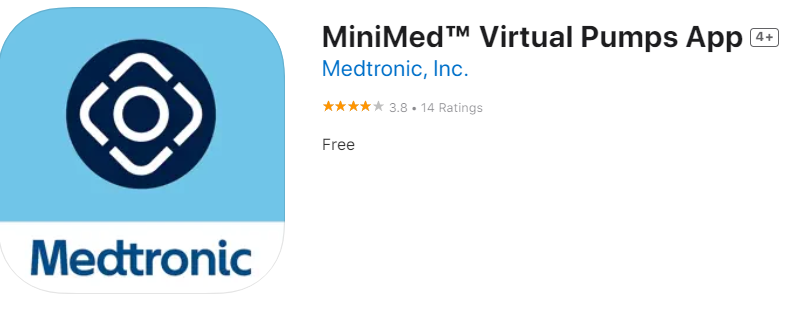 MiniMed™ Virtual Pumps App 4+
Medtronic, Inc.
3.8 • 14 Ratings
Free
Medtronic